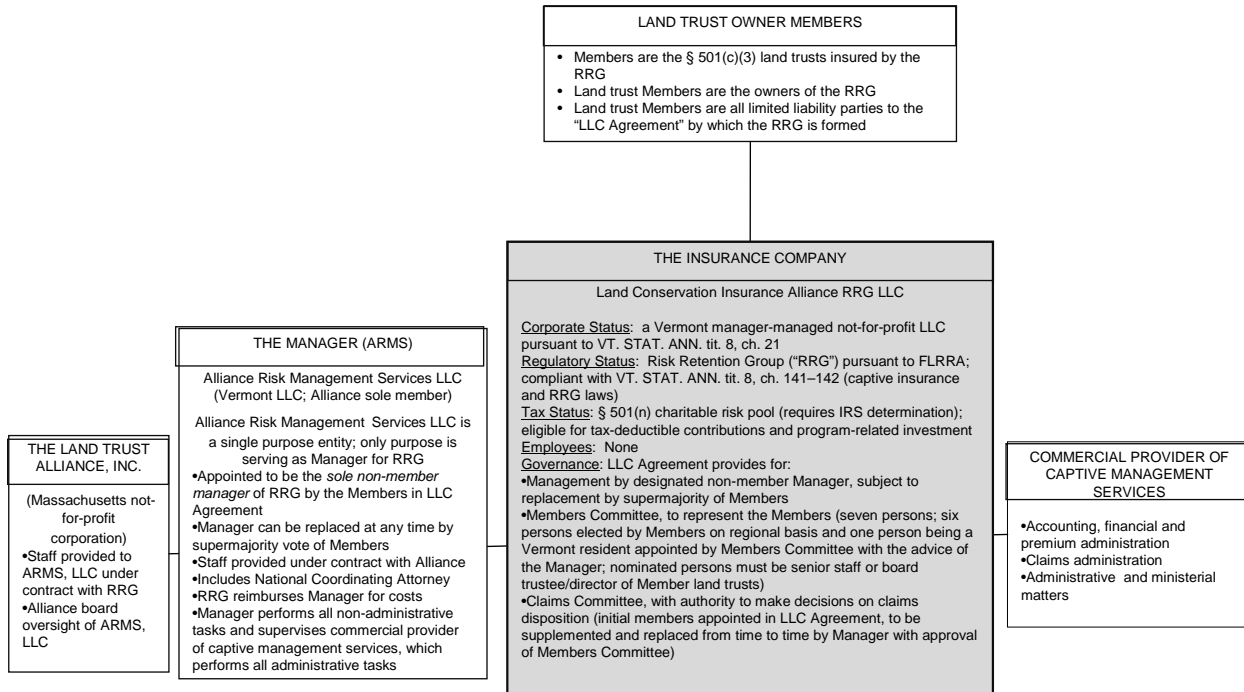 LAND TRUST OWNER MEMBERS
• Members are the § 501(c)(3) land trusts insured by the
RRG
• Land trust Members are the owners of the RRG
• Land trust Members are all limited liability parties to the
“LLC Agreement” by which the RRG is formed
THE LAND TRUST
ALLIANCE, INC.
(Massachusetts not-
for-profit
corporation)
•Staff provided to
ARMS, LLC under
contract with RRG
•Alliance board
oversight of ARMS,
LLC
THE MANAGER (ARMS)
Alliance Risk Management Services LLC
(Vermont LLC; Alliance sole member)
Alliance Risk Management Services LLC is
a single purpose entity; only purpose is
serving as Manager for RRG
•Appointed to be the sole non-member
manager of RRG by the Members in LLC
Agreement
•Manager can be replaced at any time by
supermajority vote of Members
•Staff provided under contract with Alliance
•Includes National Coordinating Attorney
•RRG reimburses Manager for costs
•Manager performs all non-administrative
tasks and supervises commercial provider
of captive management services, which
performs all administrative tasks
THE INSURANCE COMPANY
Land Conservation Insurance Alliance RRG LLC
Corporate Status: a Vermont manager-managed not-for-profit LLC
pursuant to VT. STAT. ANN. tit. 8, ch. 21
Regulatory Status: Risk Retention Group (“RRG”) pursuant to FLRRA;
compliant with VT. STAT. ANN. tit. 8, ch. 141–142 (captive insurance
and RRG laws)
Tax Status: § 501(n) charitable risk pool (requires IRS determination);
eligible for tax-deductible contributions and program-related investment
Employees: None
Governance: LLC Agreement provides for:
•Management by designated non-member Manager, subject to
replacement by supermajority of Members
•Members Committee, to represent the Members (seven persons; six
persons elected by Members on regional basis and one person being a
Vermont resident appointed by Members Committee with the advice of
the Manager; nominated persons must be senior staff or board
trustee/director of Member land trusts)
•Claims Committee, with authority to make decisions on claims
disposition (initial members appointed in LLC Agreement, to be
supplemented and replaced from time to time by Manager with approval
of Members Committee)
COMMERCIAL PROVIDER OF
CAPTIVE MANAGEMENT
SERVICES
•Accounting, financial and
premium administration
•Claims administration
•Administrative and ministerial
matters